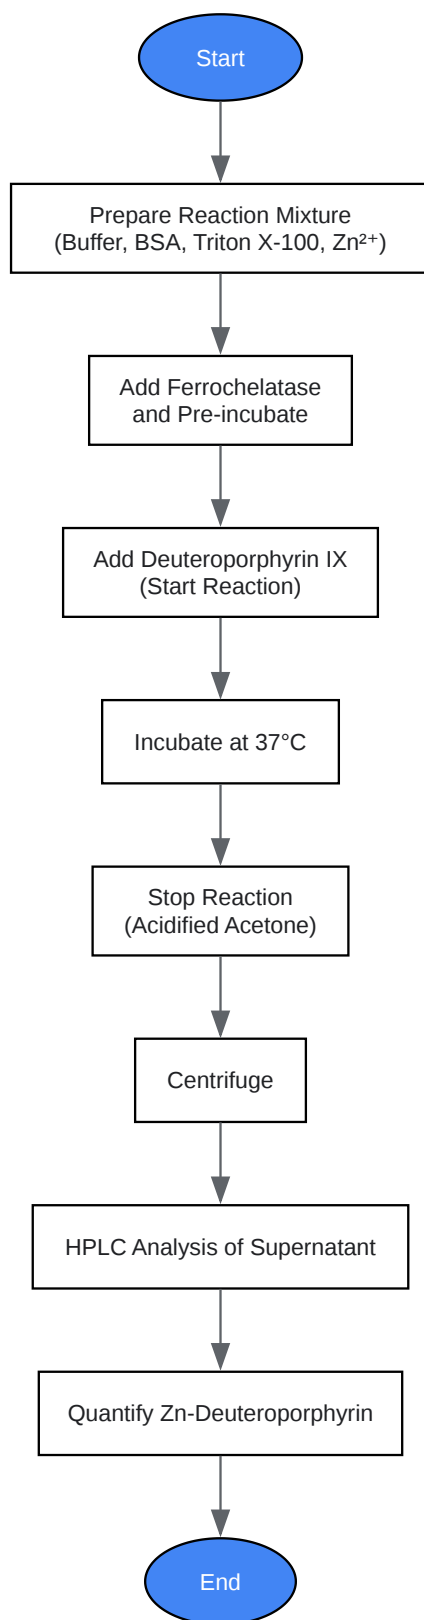 Start
Prepare Reaction Mixture
(Buffer, BSA, Triton X-100, Zn²⁺)
Add Ferrochelatase
and Pre-incubate
Add Deuteroporphyrin IX
(Start Reaction)
Incubate at 37°C
Stop Reaction
(Acidified Acetone)
Centrifuge
HPLC Analysis of Supernatant
Quantify Zn-Deuteroporphyrin
End